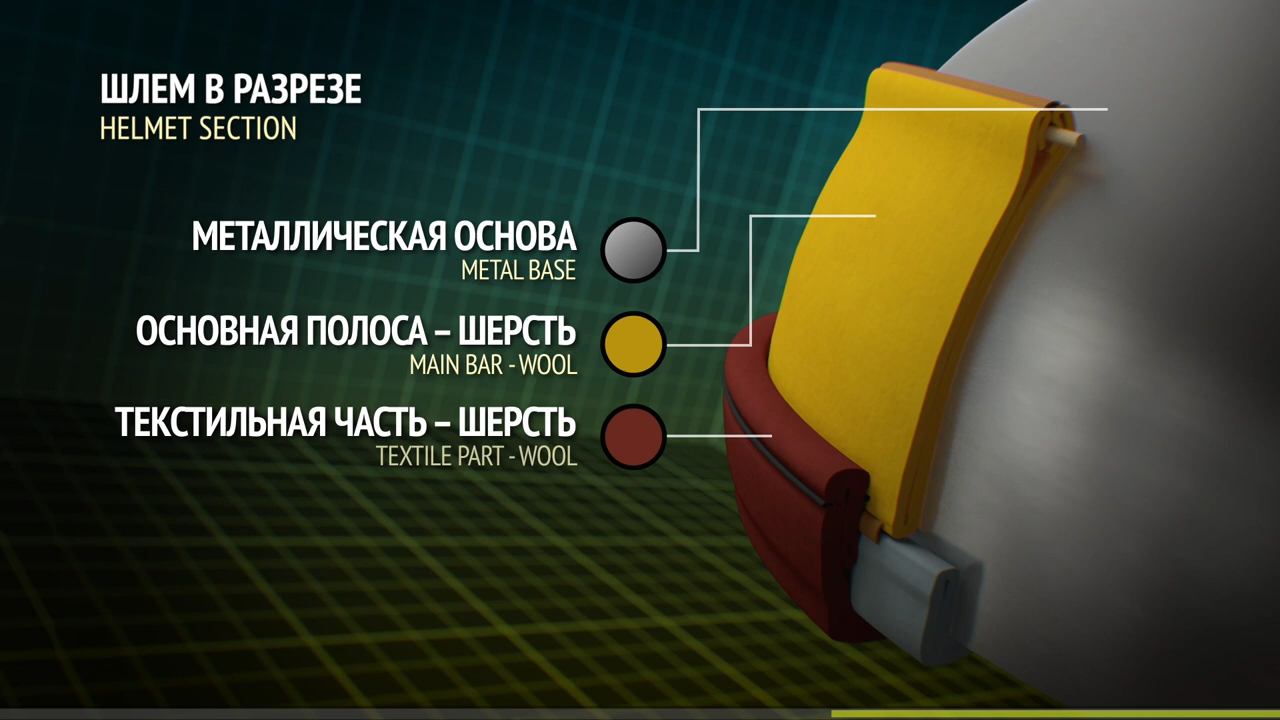 ШЛЕМ В РАЗРЕЗЕ
HELMET SECTION
МЕТАЛЛИЧЕСКАЯ ОСНОВА
METAL BASE
ОСНОВНАЯ ПОЛОСА – ШЕРСТЬ
MAIN BAR - WOOL
ТЕКСТИЛЬНАЯ ЧАСТЬ – ШЕРСТЬ
TEXTILE PART - WOOL